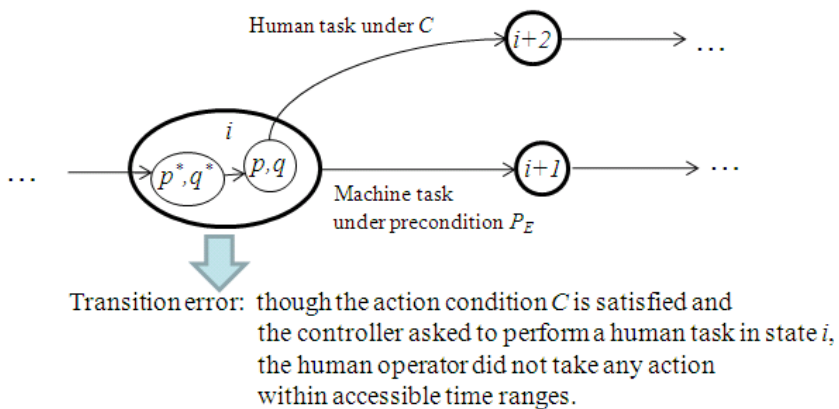 Human task under C
i+2
...
i
p*,q*
p,q
...
i+1
...
Machine task
under precondition P_E
Transition error: though the action condition C is satisfied and
the controller asked to perform a human task in state i,
the human operator did not take any action
within accessible time ranges.